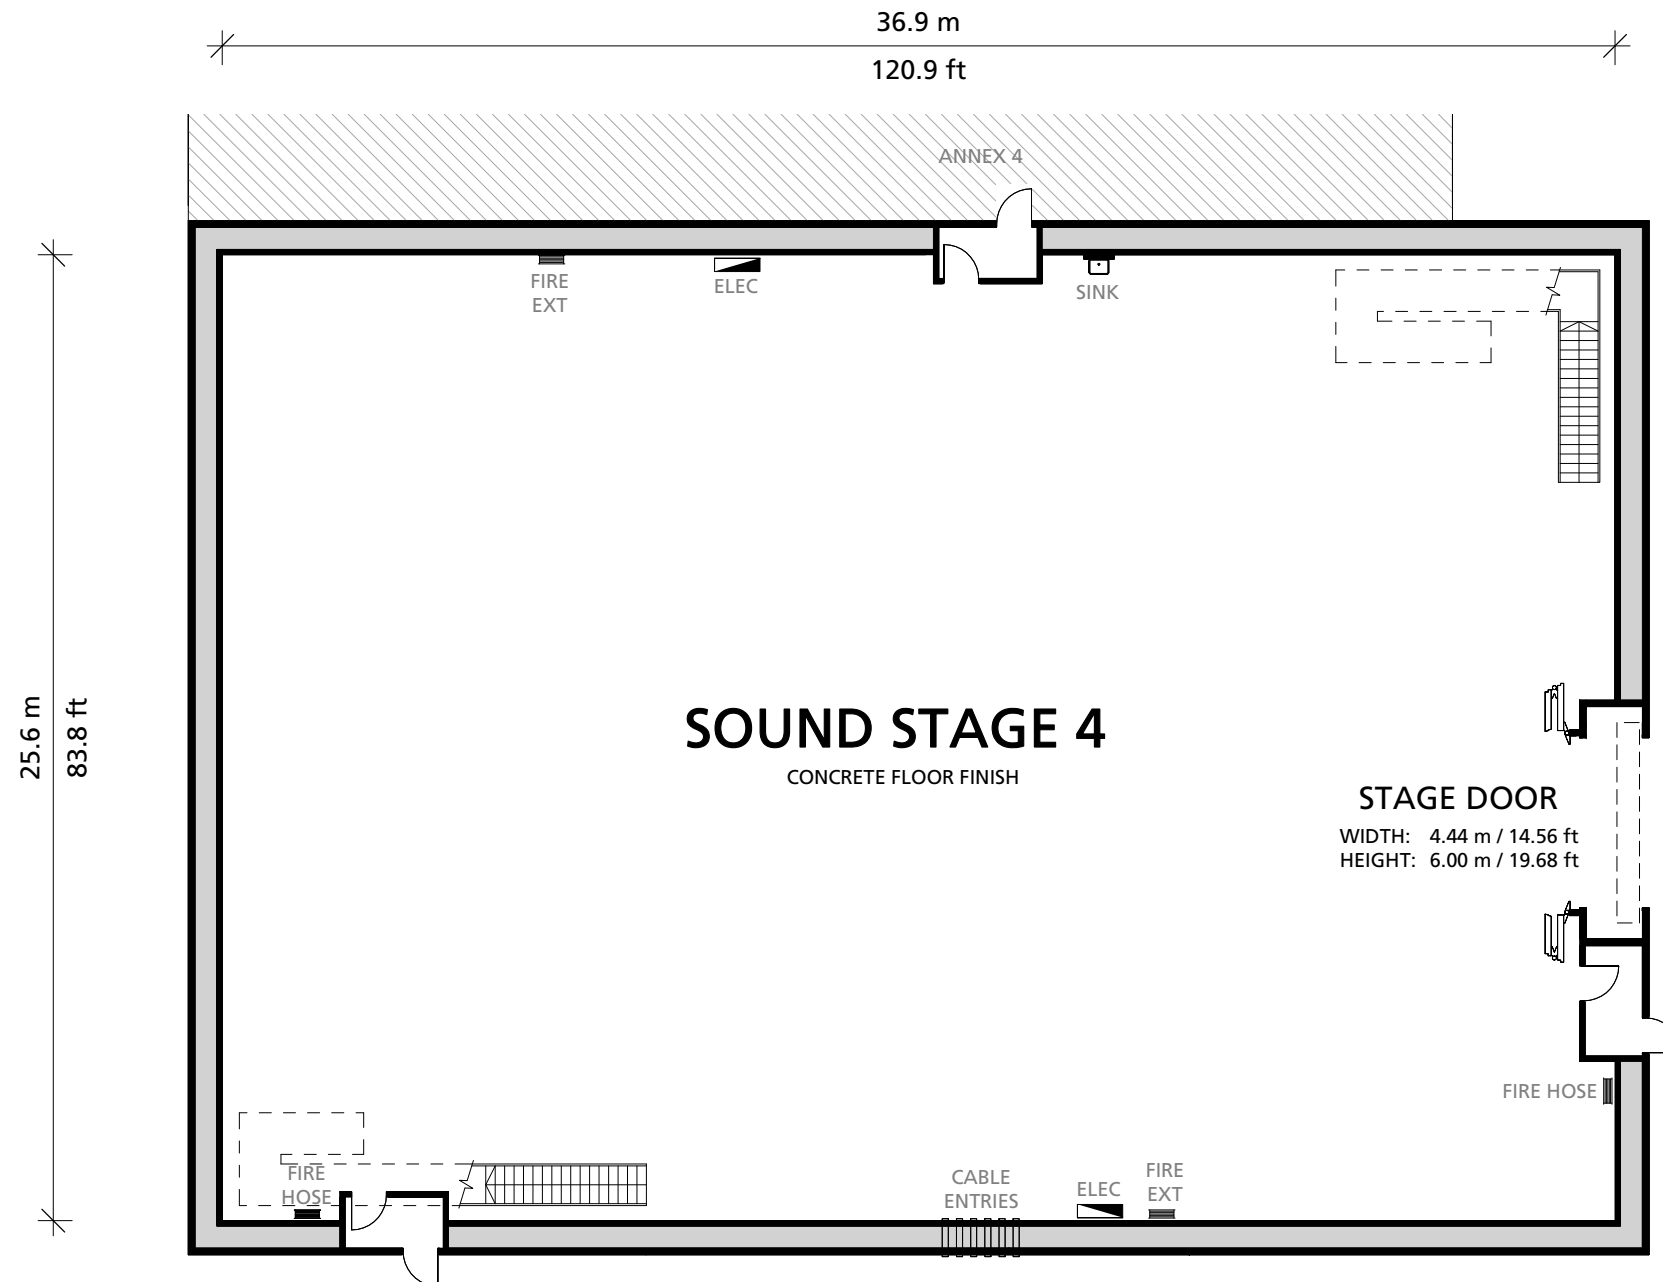 36.9 m
120.9 ft
ANNEX 4
FIRE
EXT
ELEC
SINK
25.6 m
83.8 ft
SOUND STAGE 4
CONCRETE FLOOR FINISH
STAGE DOOR
WIDTH: 4.44 m / 14.56 ft
HEIGHT: 6.00 m / 19.68 ft
FIRE HOSE
FIRE
HOSE
CABLE
ENTRIES
ELEC
FIRE
EXT